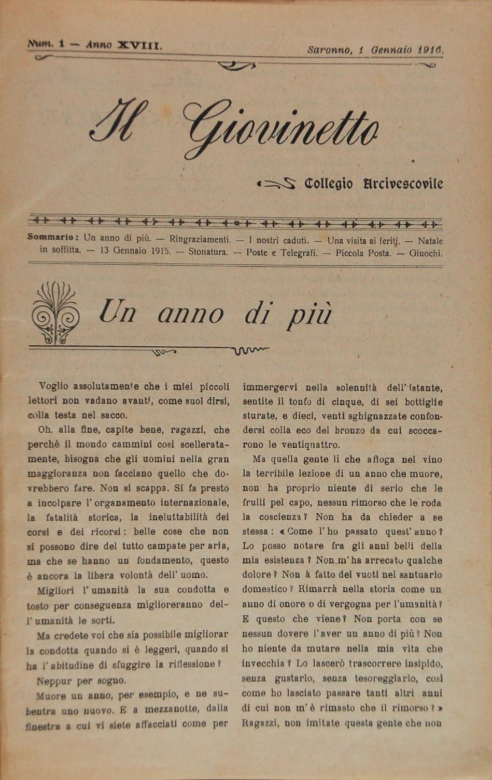 Num. 1 — Anno XVIII.
Saronno, 1 Gennaio 1916.
Il Giovinetto
Collegio Arcivescovile
Sommario: Un anno di più. — Ringraziamenti. — I nostri caduti. — Una visita ai feriti. — Natale
in soffitta. — 13 Gennaio 1915. — Stonatura. — Poste e Telegrafi. — Piccola Posta. — Giuochi.
Un anno di più
Voglio assolutamente che i miei piccoli
lettori non vadano avanti, come suol dirsi,
colla testa nel sacco.
Oh. alla fine, capite bene, ragazzi, che
perchè il mondo cammini così scellerata-
mente, bisogna che gli uomini nella gran
maggioranza non facciano quello che do-
vrebbero fare. Non si scappa. Si fa presto
a incolpare l'organamento internazionale,
la fatalità storica, la ineluttabilità dei
corsi e dei ricorsi: belle cose che non
si possono dire del tutto campate per aria,
ma che se hanno un fondamento, questo
è ancora la libera volontà dell'uomo.
Migliori l'umanità la sua condotta e
tosto per conseguenza miglioreranno del-
l'umanità le sorti.
Ma credete voi che sia possibile migliorar
la condotta quando si è leggeri, quando si
ha l'abitudine di sfuggire la riflessione?
Neppur per sogno.
Muore un anno, per esempio, e ne su-
bentra uno nuovo. E a mezzanotte, dalla
finestra a cui vi siete affacciati come per
immergervi nella solennità dell'istante,
sentite il tonfo di cinque, di sei bottiglie
sturate, e dieci, venti sghignazzate confon-
dersi colla eco del bronzo da cui scocca-
rono le ventiquattro.
Ma quella gente lì che affoga nel vino
la terribile lezione di un anno che muore,
non ha proprio niente di serio che le
frulli pel capo, nessun rimorso che le roda
la coscienza? Non ha da chieder a se
stessa: « Come l'ho passato quest'anno?
Lo posso notare fra gli anni belli della
mia esistenza? Non m'ha arrecato qualche
dolore? Non à fatto dei vuoti nel santuario
domestico? Rimarrà nella storia come un
anno di onore o di vergogna per l'umanità?
E questo che viene? Non porta con se
nessun dovere l'aver un anno di più? Non
ho niente da mutare nella mia vita che
invecchia? Lo lascerò trascorrere insipido,
senza gustarlo, senza tesoreggiarlo, così
come ho lasciato passare tanti altri anni
di cui non m'è rimasto che il rimorso? »
Ragazzi, non imitate questa gente che non